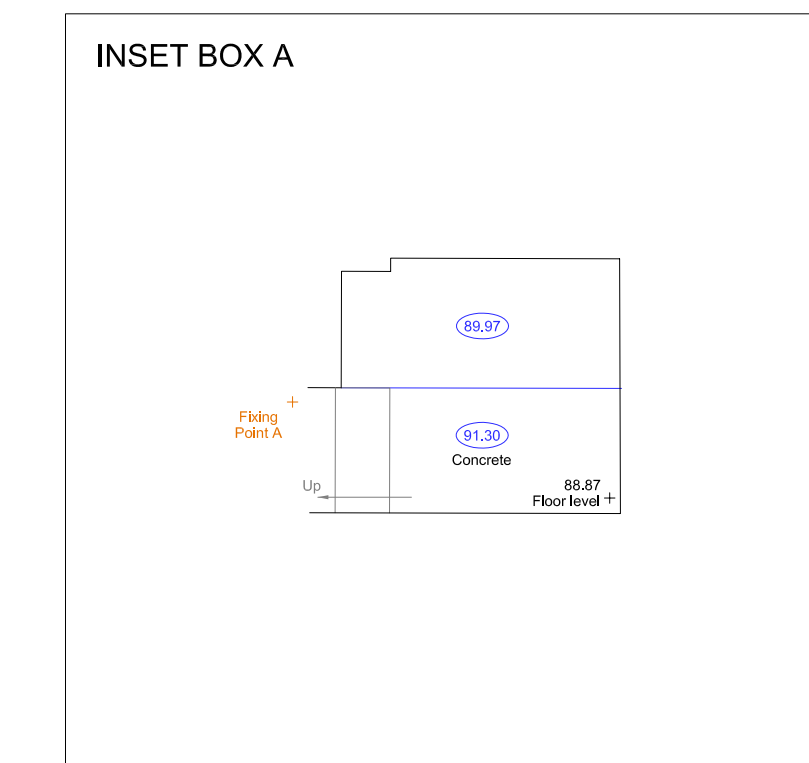 INSET BOX A
89.97
Fixing
Point A
91.30
Concrete
Up
88.87
Floor level